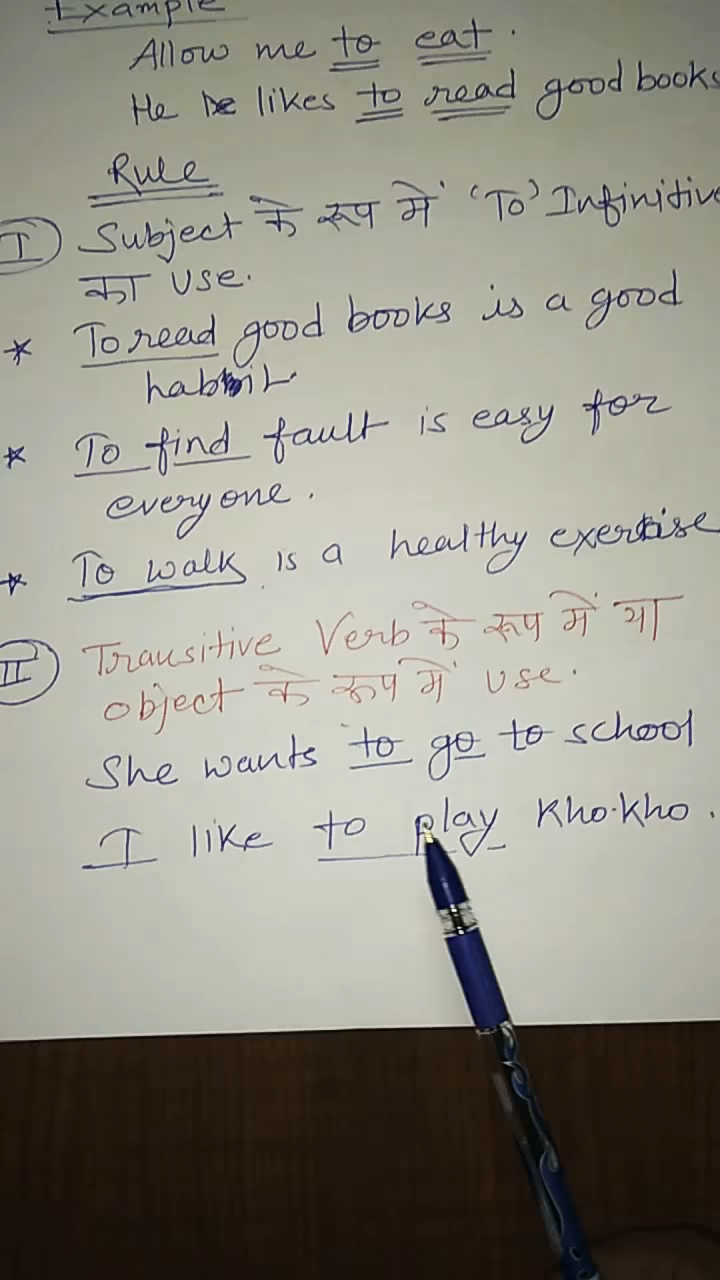 Example
Allow me to eat.
He likes to read good books
Rule
I) Subject के रूप में 'To' Infinitive
का use.
* To read good books is a good
habit.
* To find fault is easy for
everyone.
* To walk is a healthy exercise
II) Transitive Verb के रूप में या
object के रूप में use.
She wants to go to school
I like to play Kho-Kho.